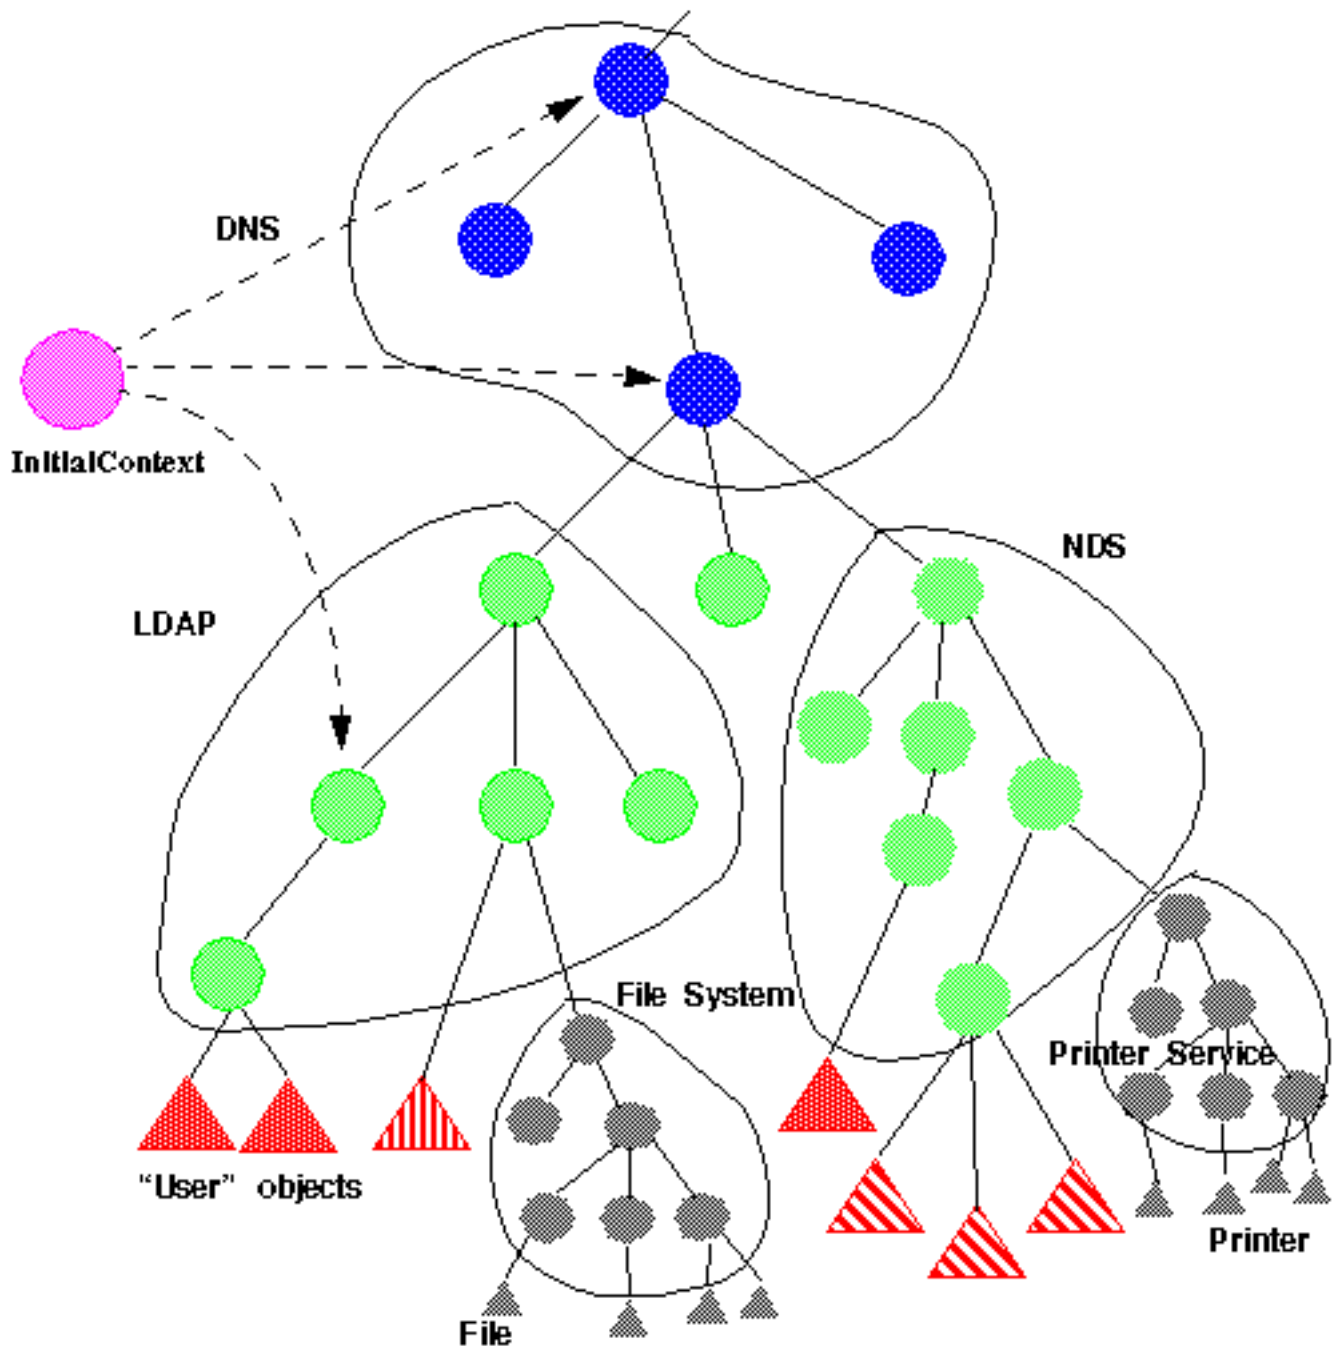 DNS
InitialContext
NDS
LDAP
File System
Printer Service
"User" objects
Printer
File